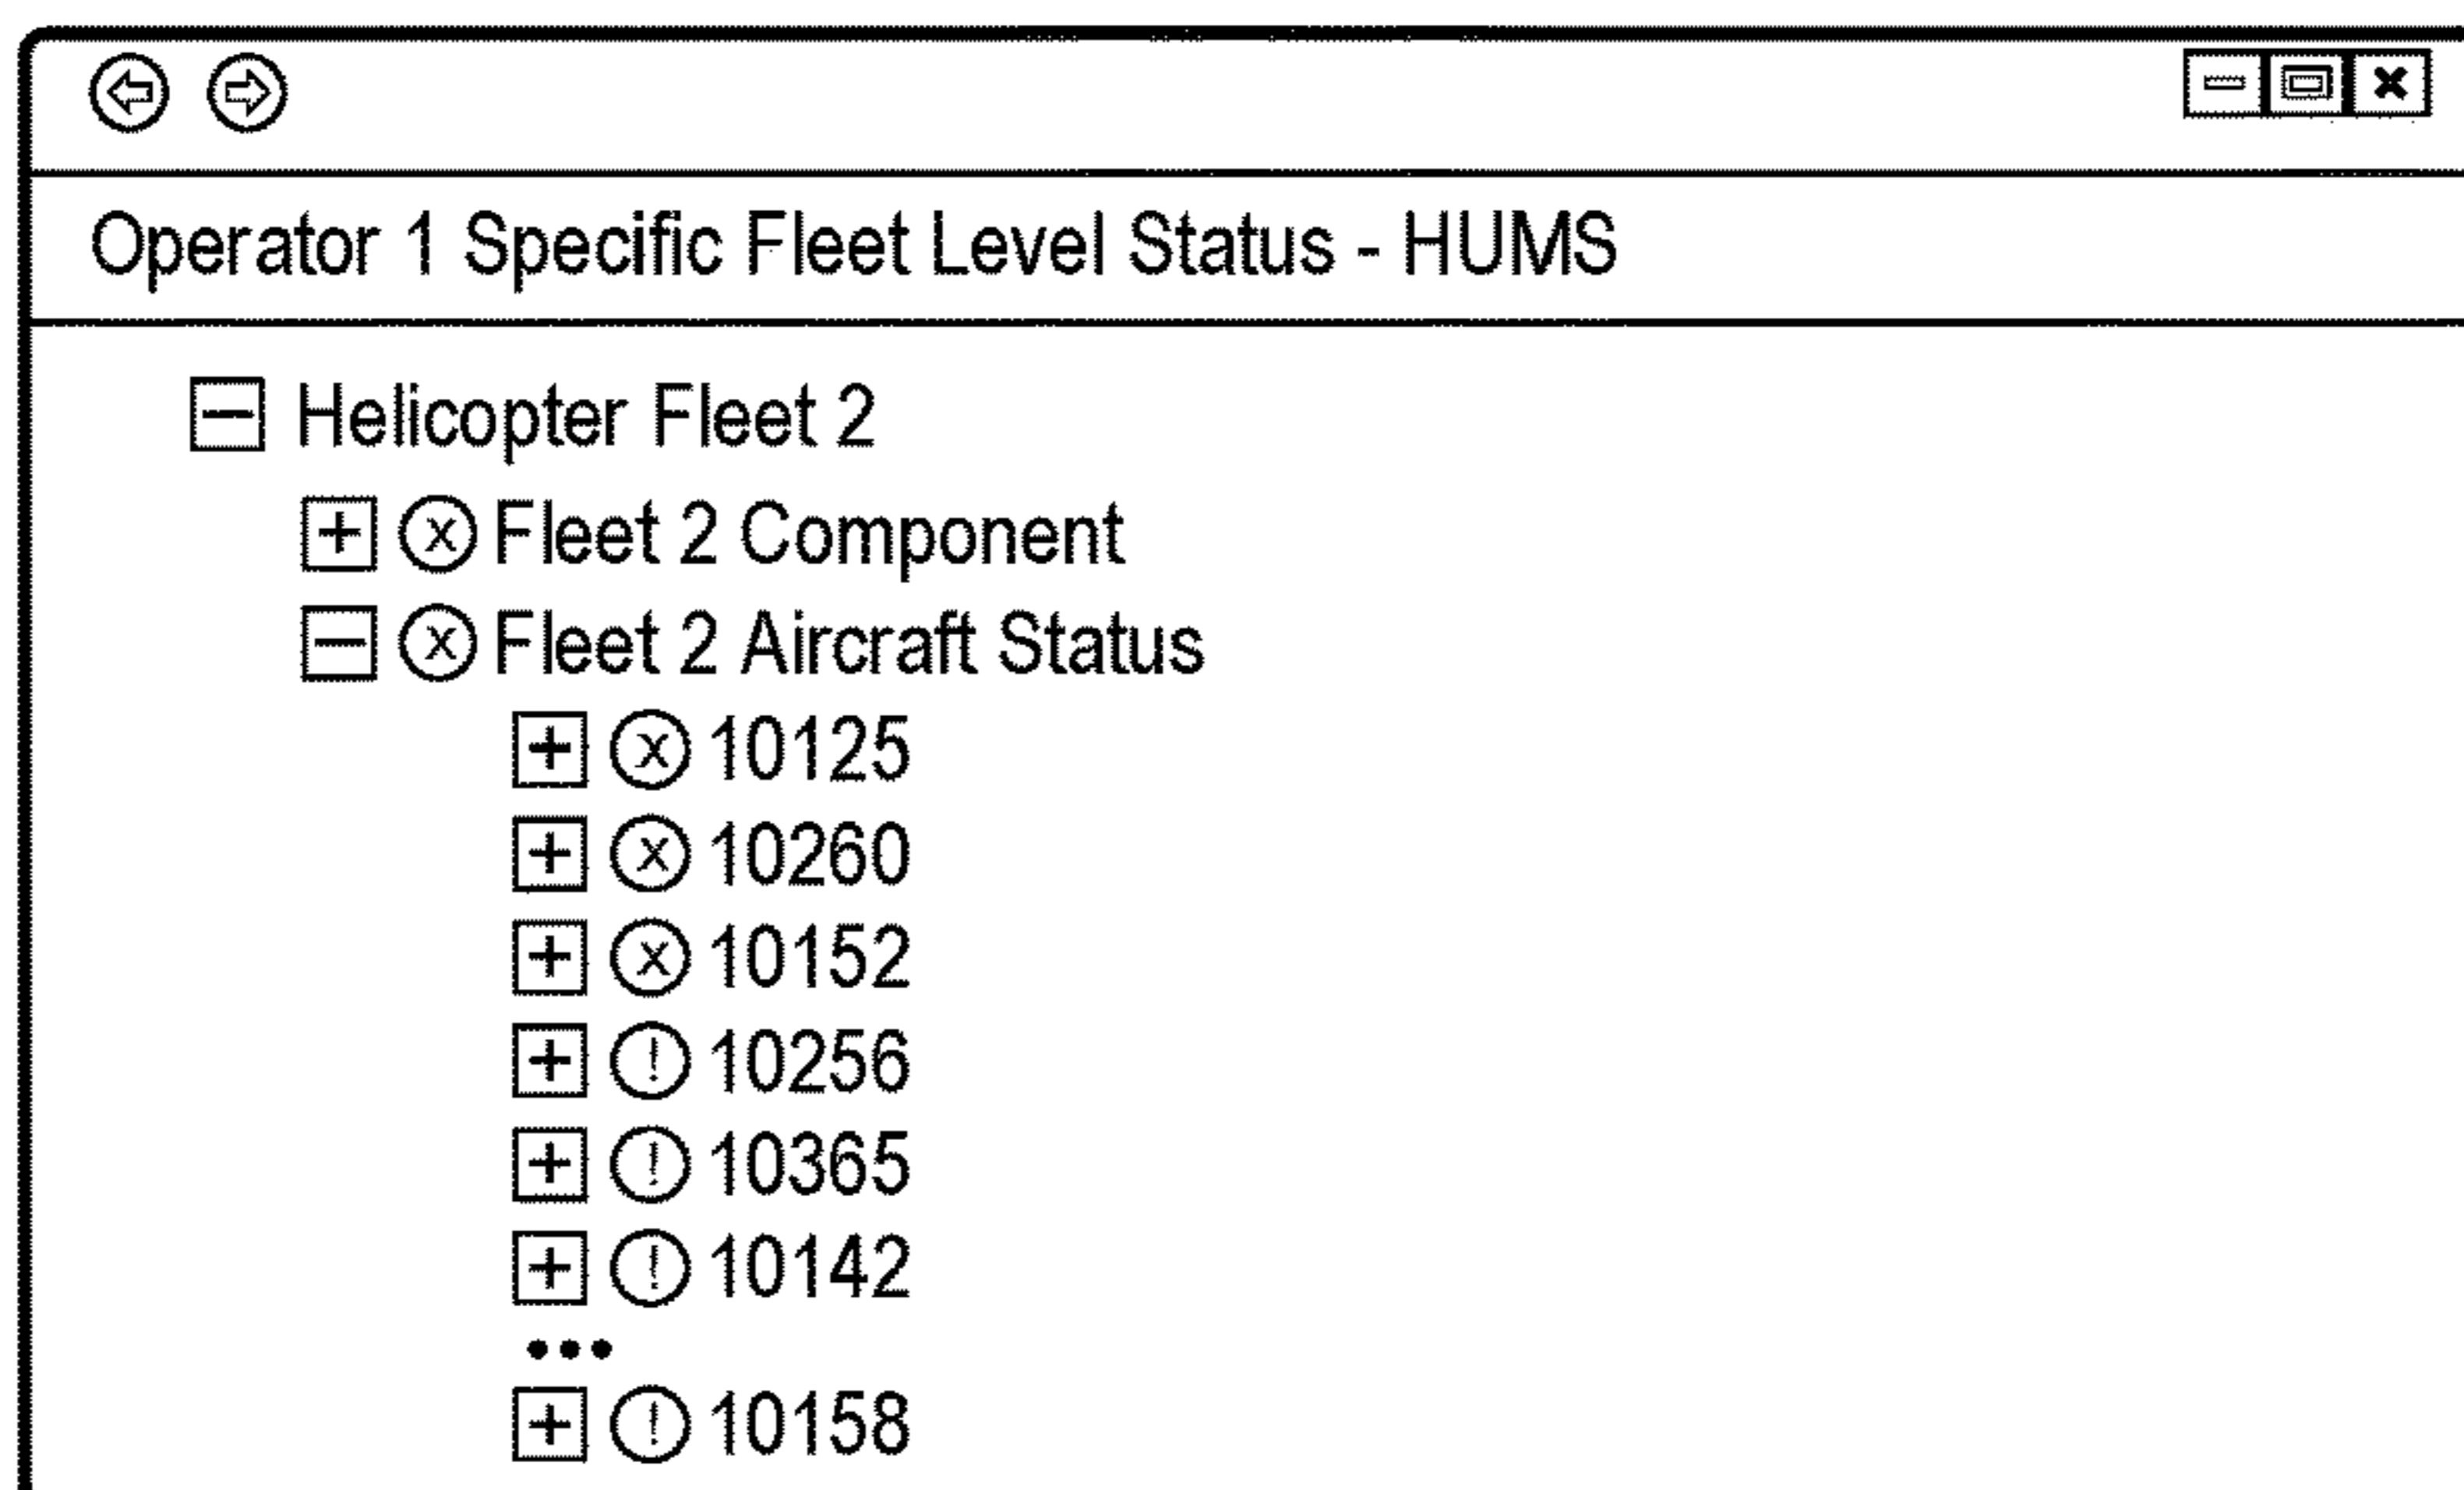 Operator 1 Specific Fleet Level Status - HUMS
Helicopter Fleet 2
Fleet 2 Component
Fleet 2 Aircraft Status
10125
10260
10152
10256
10365
10142
•••
10158